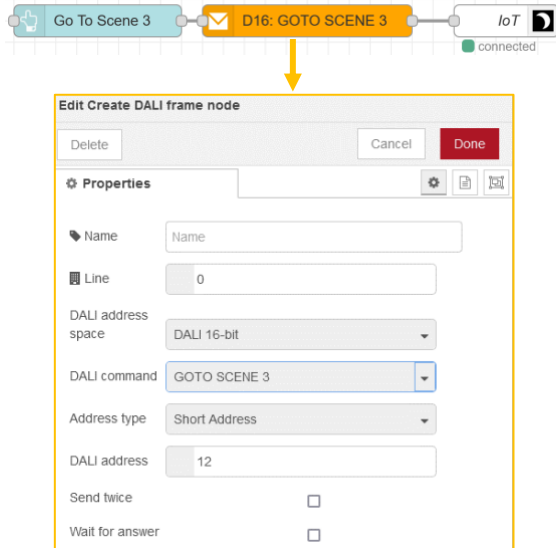 Go To Scene 3
D16: GOTO SCENE 3
IoT
connected
Edit Create DALI frame node
Delete
Cancel
Done
Properties
Name
Name
Line
0
DALI address
space
DALI 16-bit
DALI command
GOTO SCENE 3
Address type
Short Address
DALI address
12
Send twice
Wait for answer